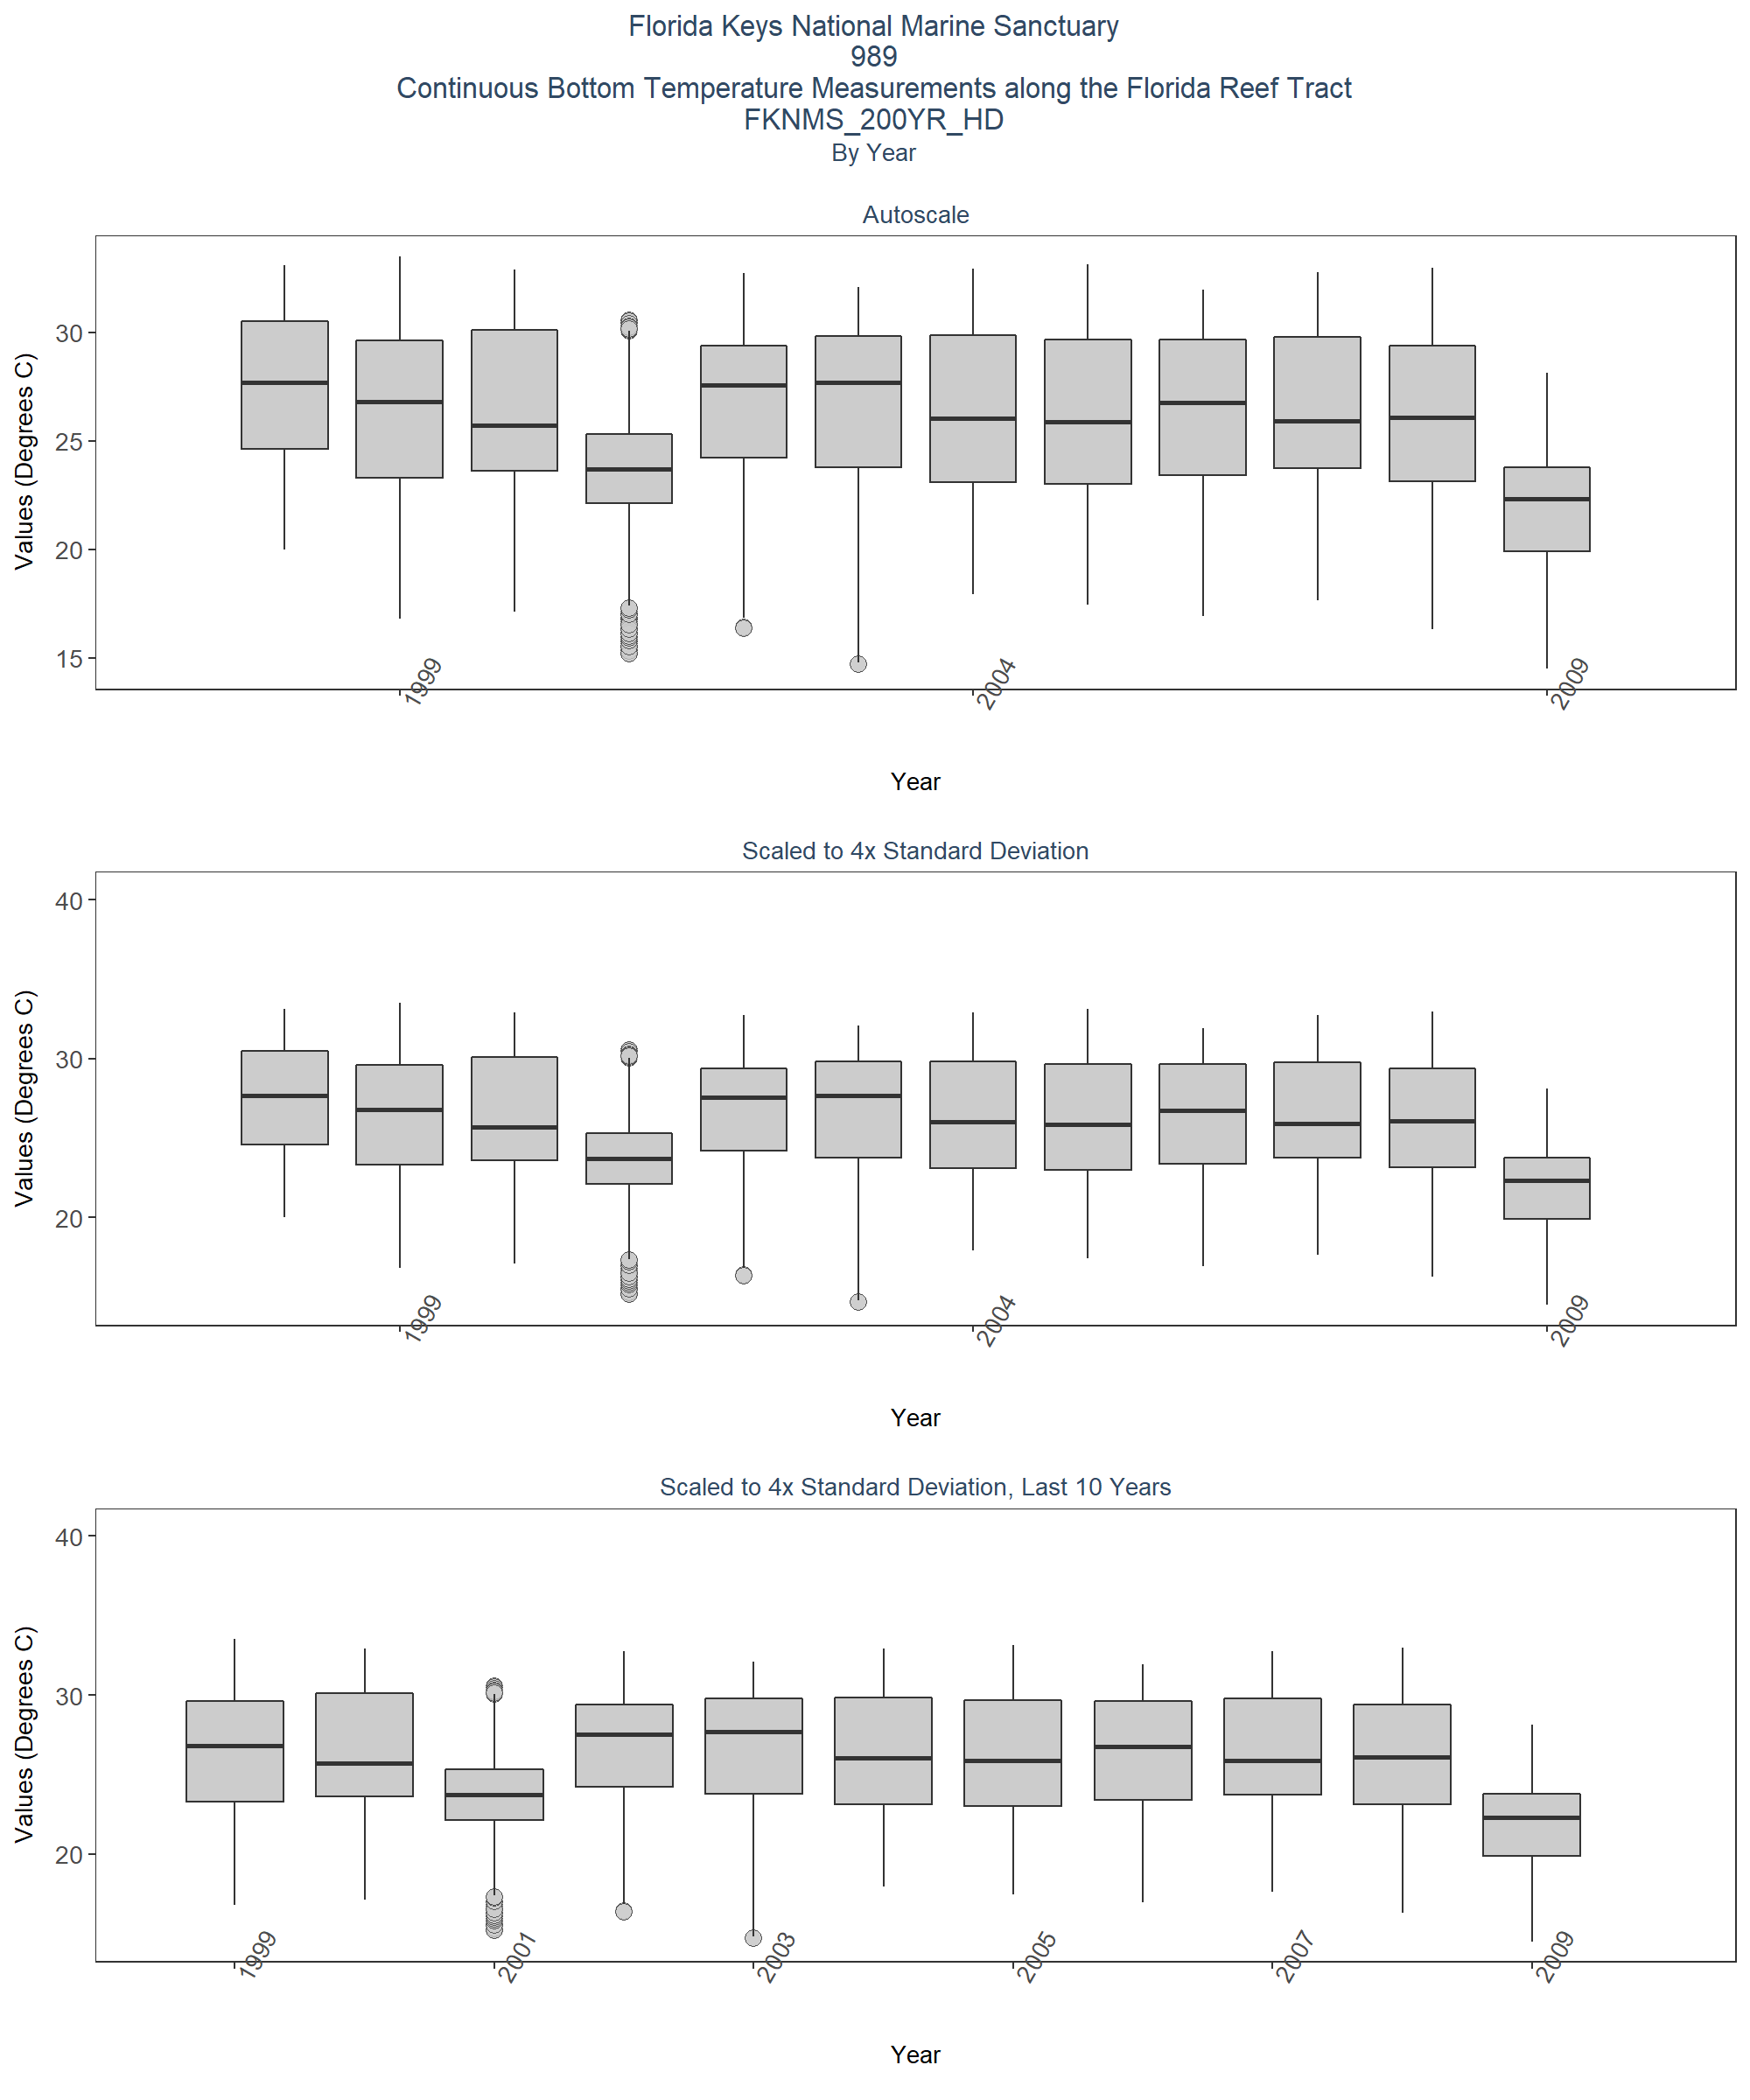 Florida Keys National Marine Sanctuary
989
Continuous Bottom Temperature Measurements along the Florida Reef Tract
FKNMS_200YR_HD
By Year
Autoscale
Values (Degrees C)
30
25
20
15
1999
2004
2009
Year
Scaled to 4x Standard Deviation
Values (Degrees C)
40
30
20
1999
2004
2009
Year
Scaled to 4x Standard Deviation, Last 10 Years
Values (Degrees C)
40
30
20
1999
2001
2003
2005
2007
2009
Year